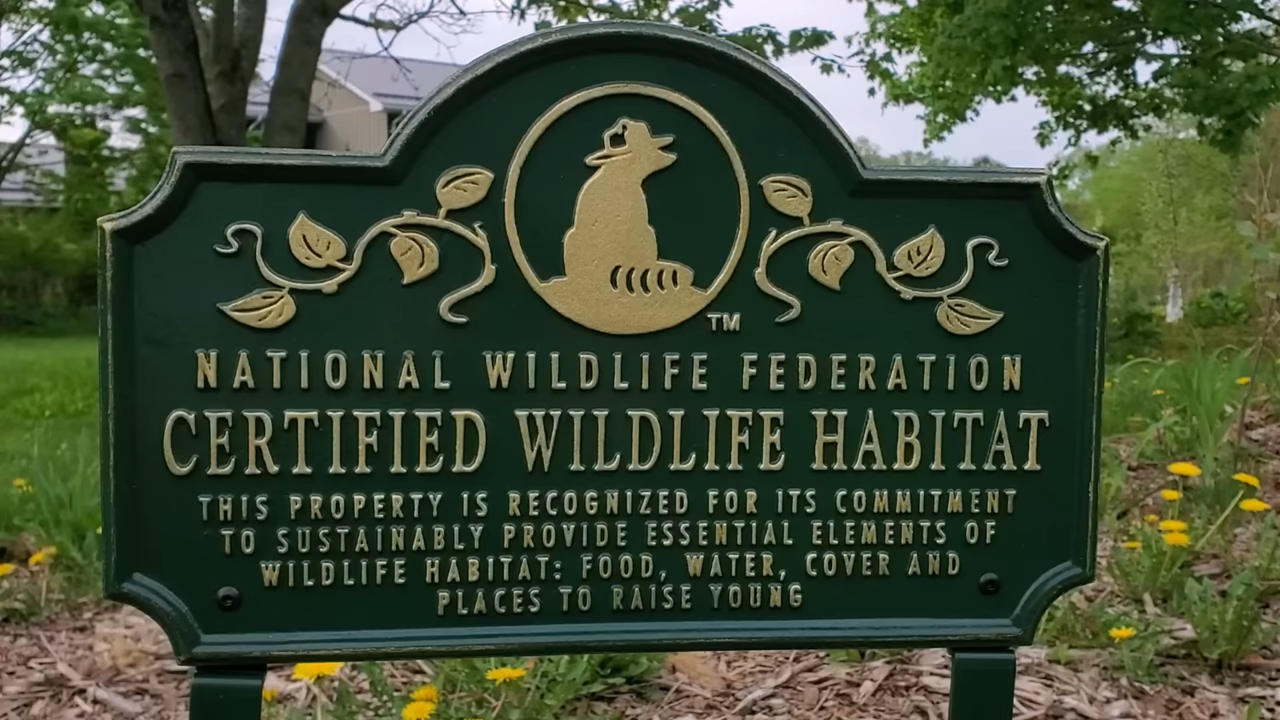 TM
NATIONAL WILDLIFE FEDERATION
CERTIFIED WILDLIFE HABITAT
THIS PROPERTY IS RECOGNIZED FOR ITS COMMITMENT
TO SUSTAINABLY PROVIDE ESSENTIAL ELEMENTS OF
WILDLIFE HABITAT: FOOD, WATER, COVER AND
PLACES TO RAISE YOUNG